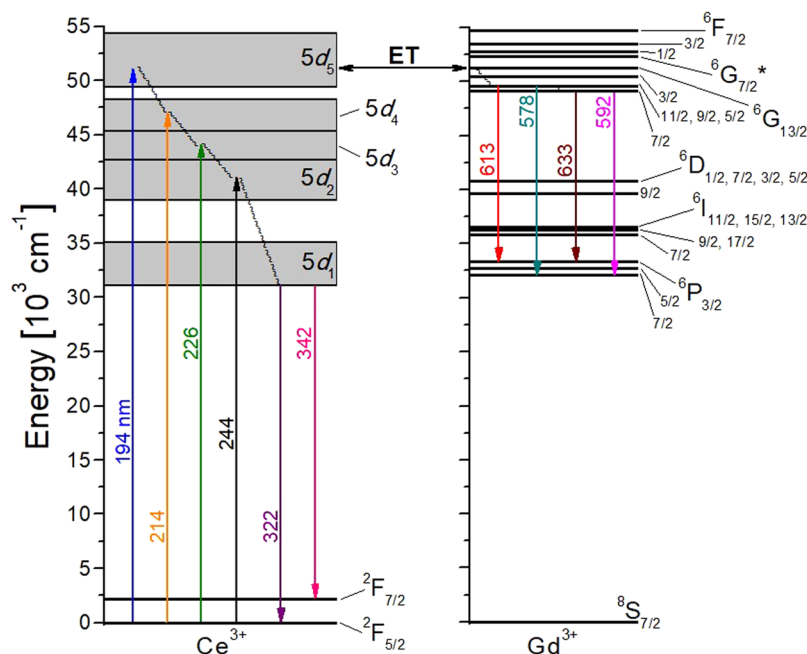 Energy [10³ cm⁻¹]
55
50
45
40
35
30
25
20
15
10
5
0
5d₅
5d₄
5d₃
5d₂
5d₁
194 nm
214
226
244
322
342
²F₇/₂
²F₅/₂
Ce³⁺
ET
613
578
633
592
⁶F₇/₂
3/2
1/2
⁶G₇/₂*
3/2
⁶G₁₃/₂
11/2, 9/2, 5/2
7/2
⁶D₁/₂, ₇/₂, ₃/₂, ₅/₂
9/2
⁶I₁₁/₂, ₁₅/₂, ₁₃/₂
9/2, 17/2
7/2
⁶P₃/₂
5/2
7/2
⁸S₇/₂
Gd³⁺